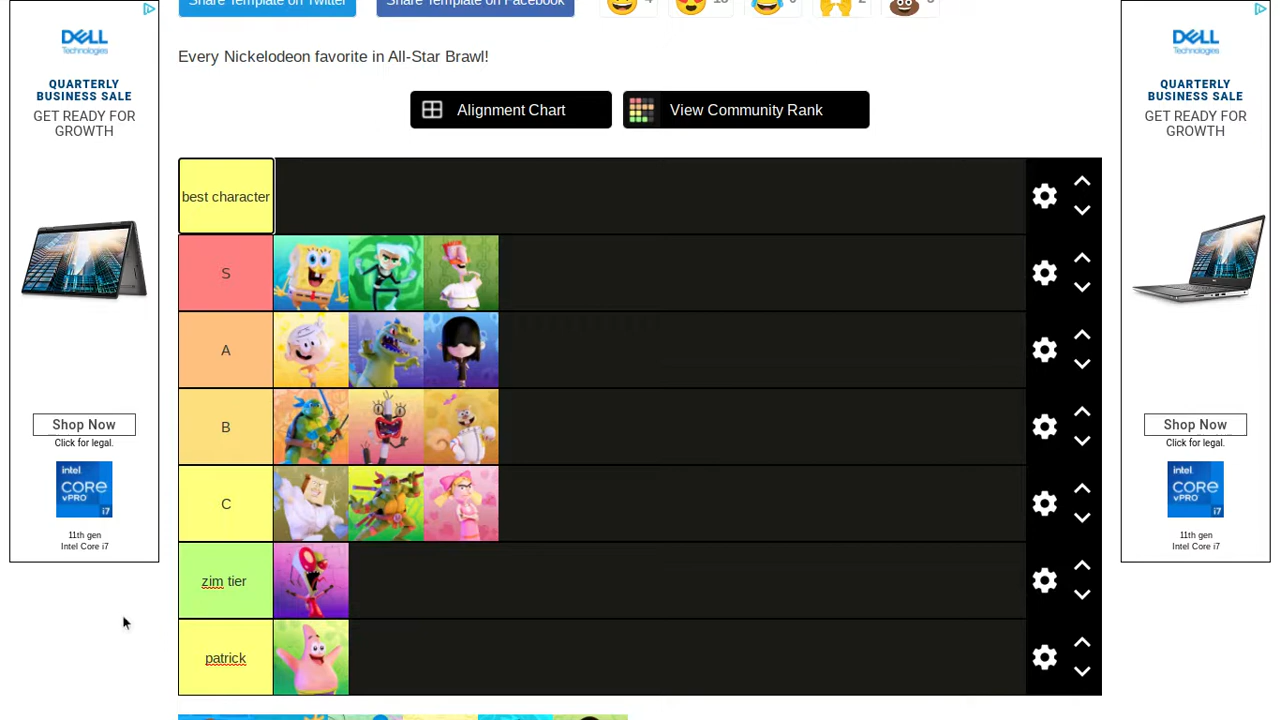 Share Template on Twitter
Share Template on Facebook
Every Nickelodeon favorite in All-Star Brawl!
Alignment Chart
View Community Rank
best character
S
A
B
C
zim tier
patrick
DELL
Technologies
QUARTERLY
BUSINESS SALE
GET READY FOR
GROWTH
Shop Now
Click for legal.
intel
CORE
vPRO
i7
11th gen
Intel Core i7
DELL
Technologies
QUARTERLY
BUSINESS SALE
GET READY FOR
GROWTH
Shop Now
Click for legal.
intel
CORE
vPRO
i7
11th gen
Intel Core i7